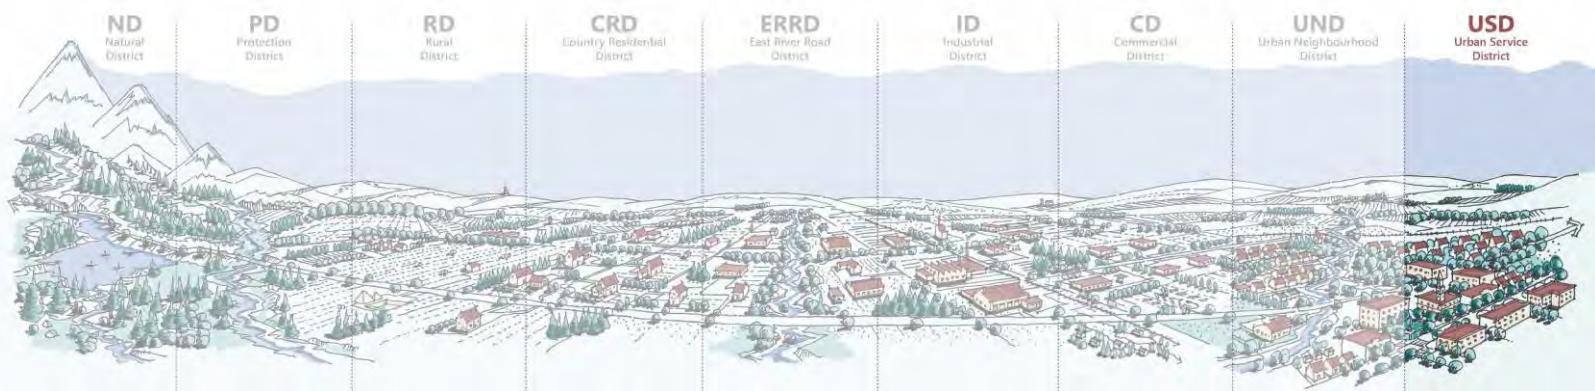 ND
Natural
District
PD
Protection
District
RD
Rural
District
CRD
Country Residential
District
ERRD
East River Road
District
ID
Industrial
District
CD
Commercial
District
UND
Urban Neighbourhood
District
USD
Urban Service
District